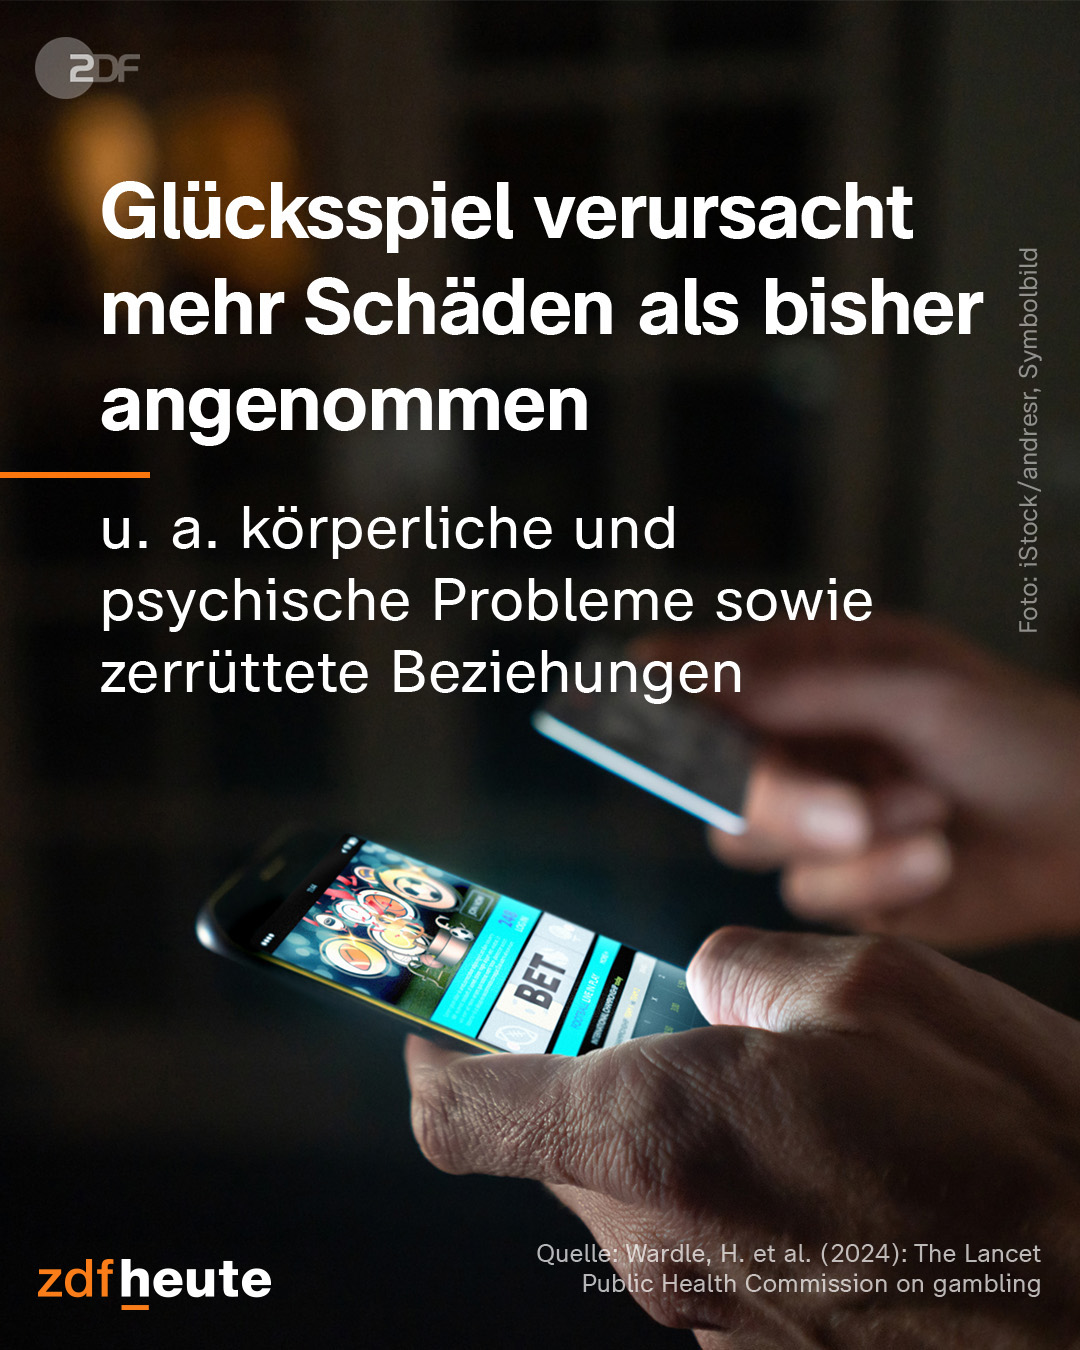 ZDF
Glücksspiel verursacht
mehr Schäden als bisher
angenommen
u. a. körperliche und
psychische Probleme sowie
zerrüttete Beziehungen
Foto: iStock/andresr, Symbolbild
BET
zdfheute
Quelle: Wardle, H. et al. (2024): The Lancet
Public Health Commission on gambling